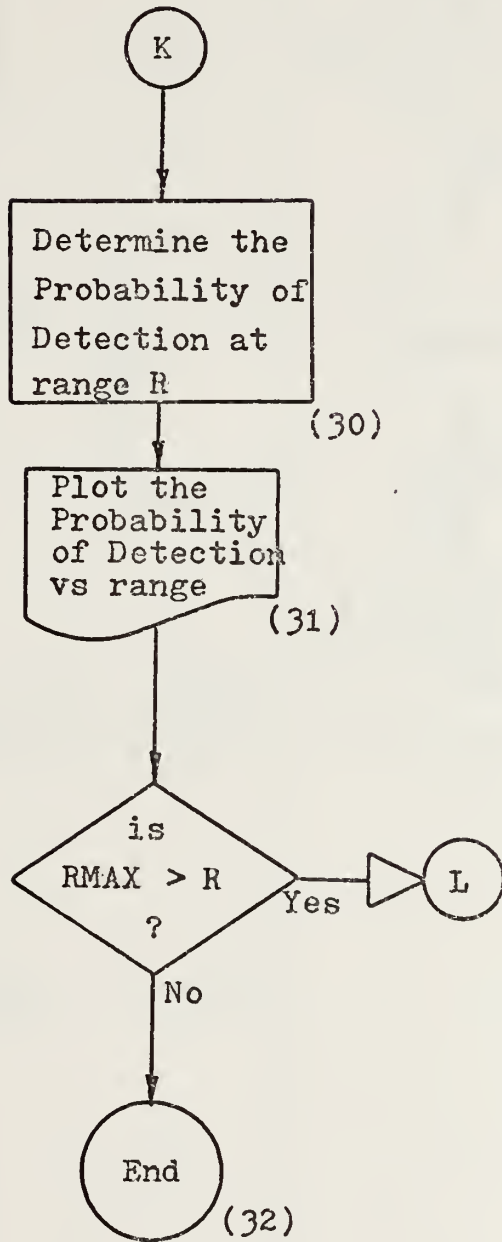 K
Determine the
Probability of
Detection at
range R
(30)
Plot the
Probability
of Detection
vs range
(31)
is
RMAX > R
?
Yes
L
No
End
(32)